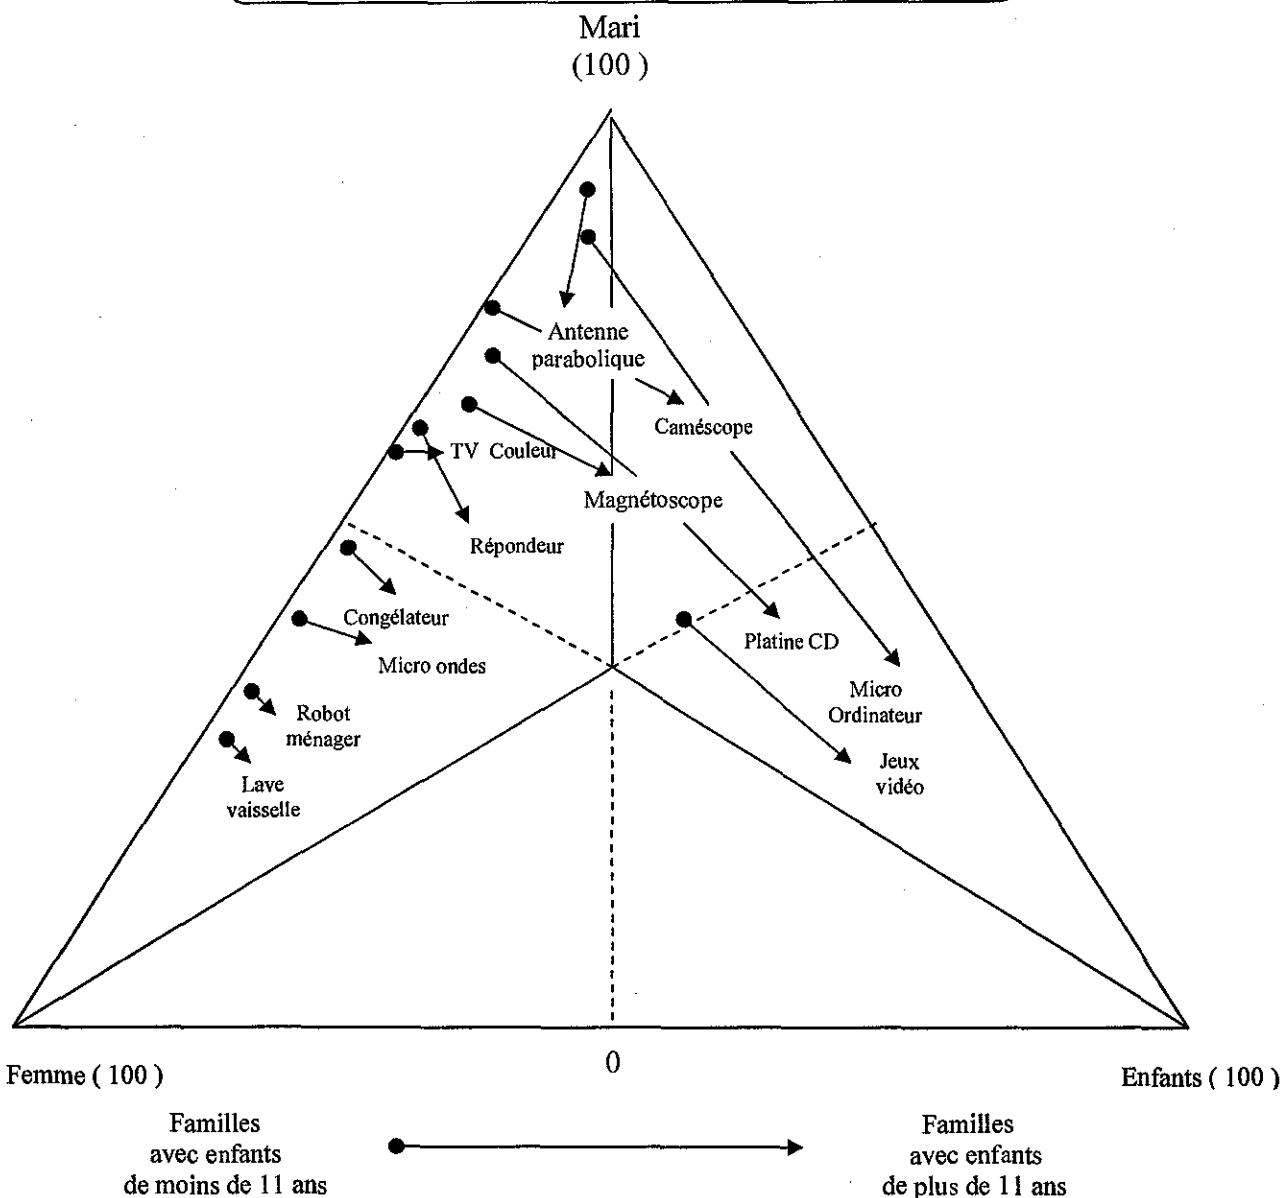 Mari
(100 )
Antenne
parabolique
Caméscope
TV Couleur
Magnétoscope
Répondeur
Congélateur
Platine CD
Micro ondes
Micro
Ordinateur
Robot
ménager
Jeux
vidéo
Lave
vaisselle
0
Femme ( 100 )
Enfants ( 100 )
Familles
avec enfants
de moins de 11 ans
Familles
avec enfants
de plus de 11 ans